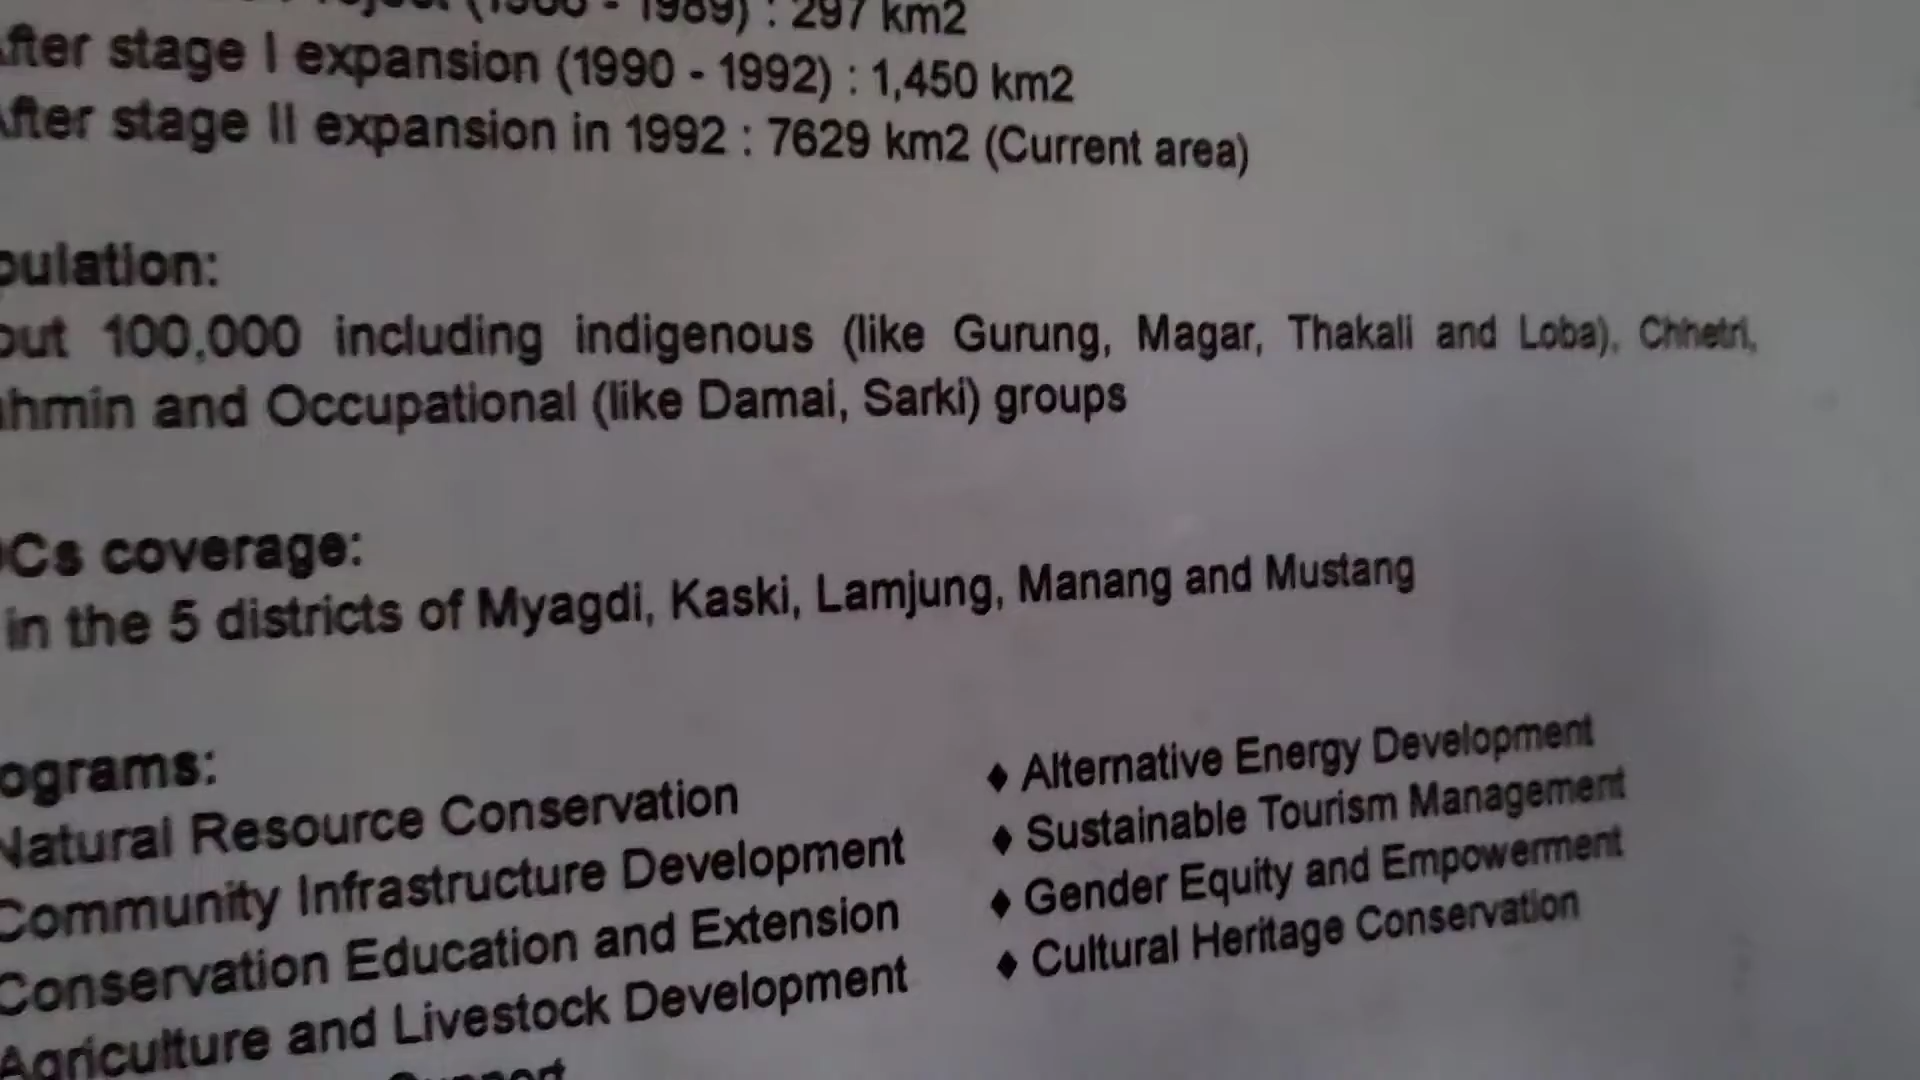 1989) : 297 km2
After stage I expansion (1990 - 1992) : 1,450 km2
After stage II expansion in 1992 : 7629 km2 (Current area)
pulation:
out 100,000 including indigenous (like Gurung, Magar, Thakali and Loba), Chhetri,
ahmin and Occupational (like Damai, Sarki) groups
Cs coverage:
in the 5 districts of Myagdi, Kaski, Lamjung, Manang and Mustang
ograms:
Natural Resource Conservation
Community Infrastructure Development
Conservation Education and Extension
Agriculture and Livestock Development
Support
♦ Alternative Energy Development
♦ Sustainable Tourism Management
♦ Gender Equity and Empowerment
♦ Cultural Heritage Conservation